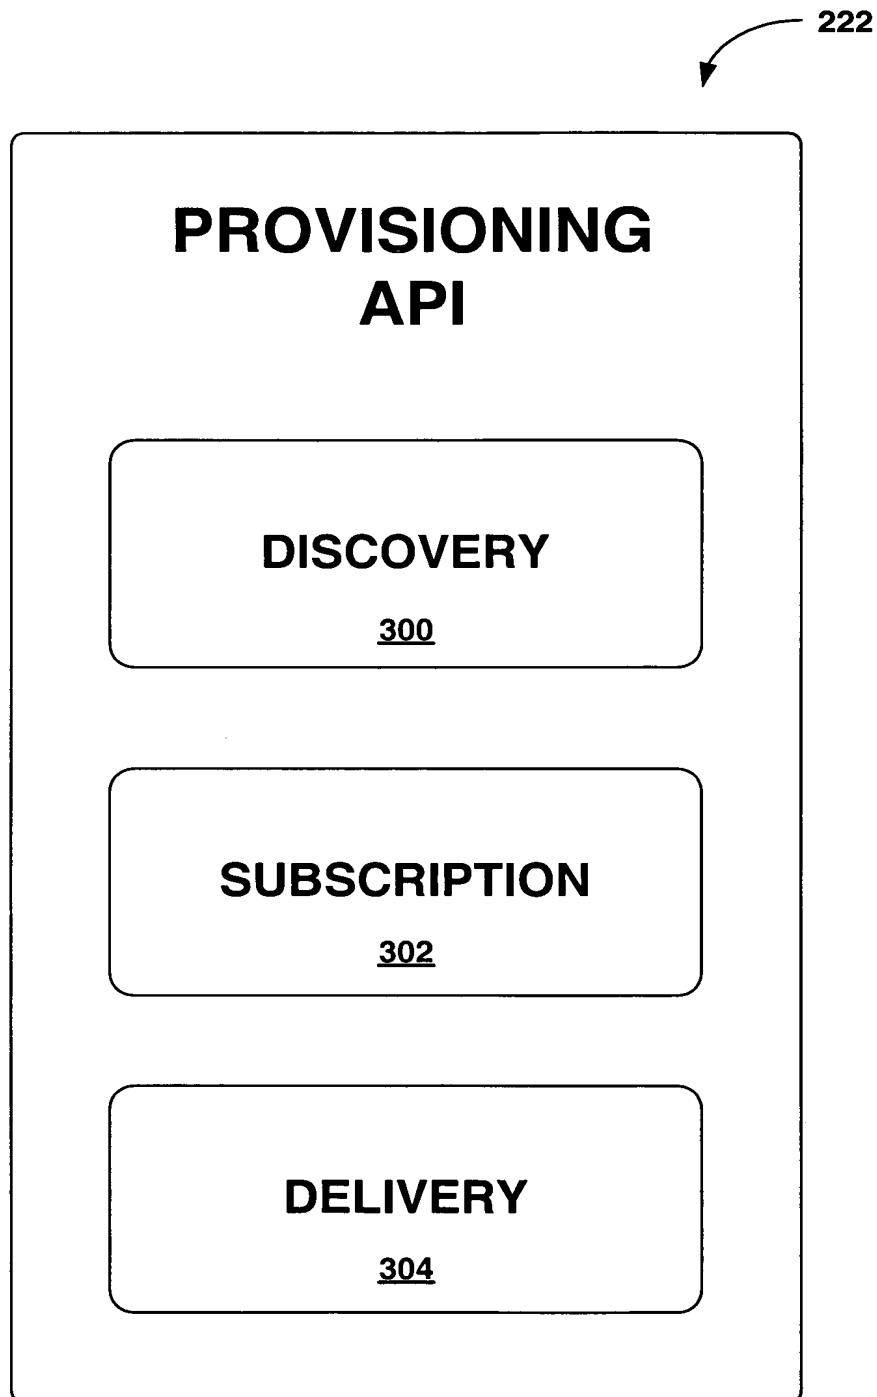 222
PROVISIONING
API
DISCOVERY
300
SUBSCRIPTION
302
DELIVERY
304